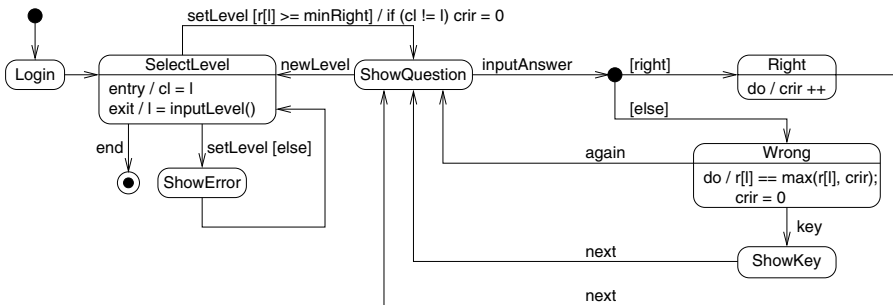 setLevel [r[l] >= minRight] / if (cl != l) crir = 0
Login
SelectLevel
entry / cl = l
exit / l = inputLevel()
newLevel
ShowQuestion
inputAnswer
[right]
Right
do / crir ++
[else]
end
setLevel [else]
ShowError
again
Wrong
do / r[l] == max(r[l], crir);
crir = 0
key
next
ShowKey
next